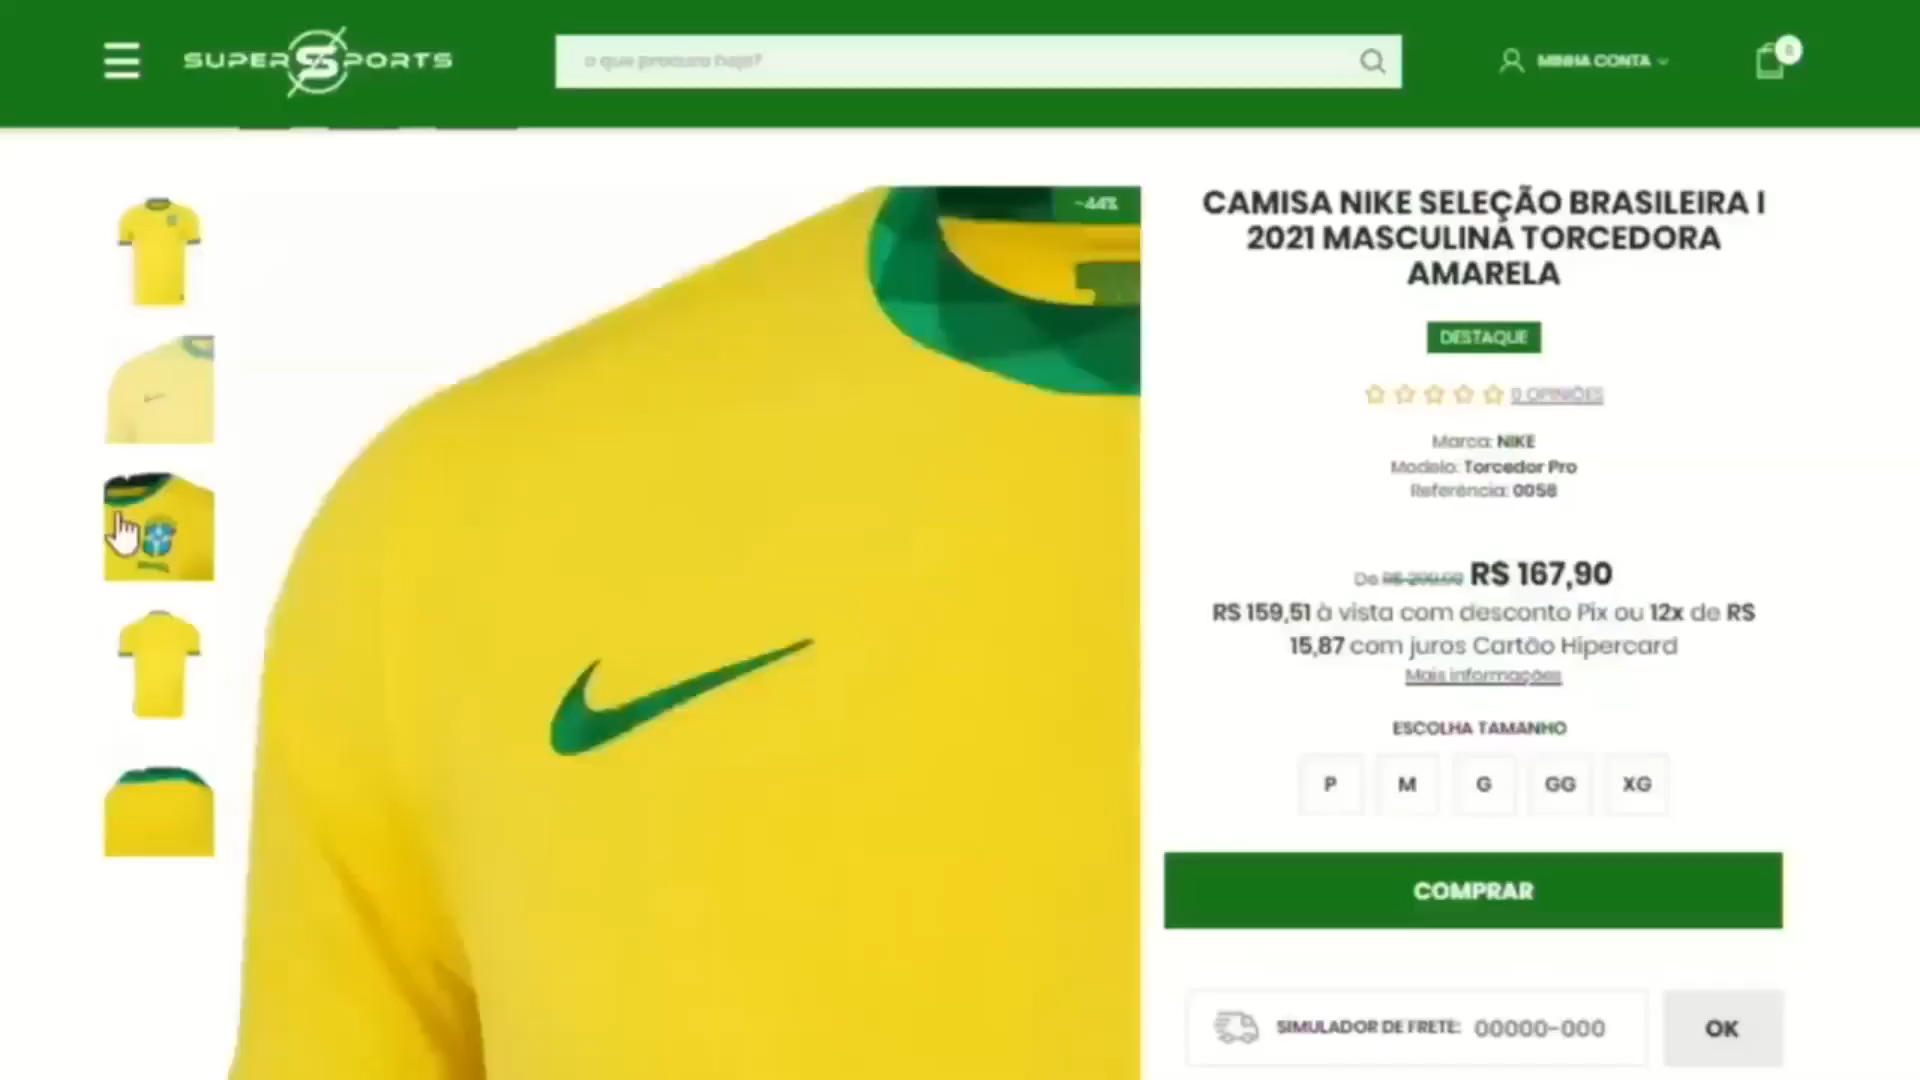 SUPER SPORTS
o que procura hoje?
MINHA CONTA
0
-44%
CAMISA NIKE SELEÇÃO BRASILEIRA I
2021 MASCULINA TORCEDORA
AMARELA
DESTAQUE
0 OPINIÕES
Marca: NIKE
Modelo: Torcedor Pro
Referência: 0058
De R$ 299,90 R$ 167,90
R$ 159,51 à vista com desconto Pix ou 12x de R$
15,87 com juros Cartão Hipercard
Mais informações
ESCOLHA TAMANHO
P M G GG XG
COMPRAR
SIMULADOR DE FRETE: 00000-000
OK